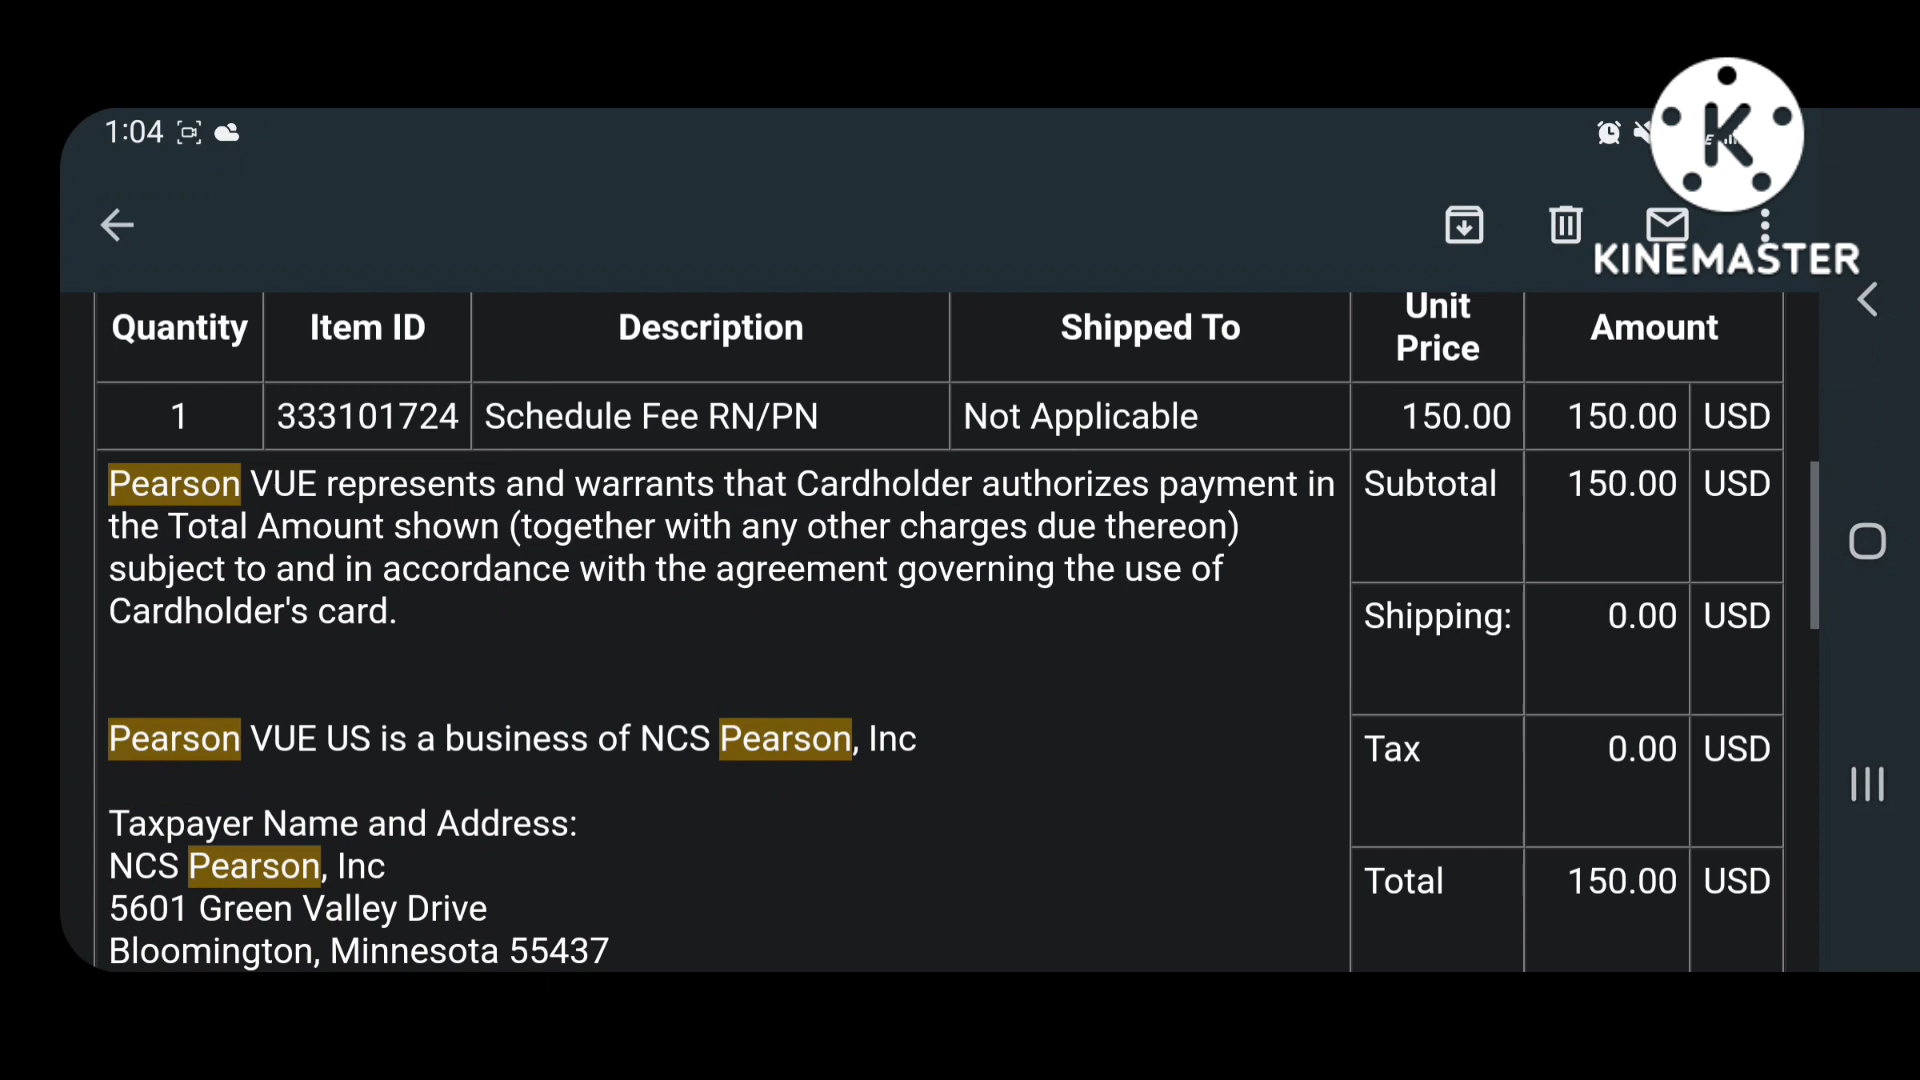 1:04
KINEMASTER
Quantity Item ID Description Shipped To Unit Price Amount
1 333101724 Schedule Fee RN/PN Not Applicable 150.00 150.00 USD
Pearson VUE represents and warrants that Cardholder authorizes payment in
the Total Amount shown (together with any other charges due thereon)
subject to and in accordance with the agreement governing the use of
Cardholder's card.
Pearson VUE US is a business of NCS Pearson, Inc
Taxpayer Name and Address:
NCS Pearson, Inc
5601 Green Valley Drive
Bloomington, Minnesota 55437
Subtotal 150.00 USD
Shipping: 0.00 USD
Tax 0.00 USD
Total 150.00 USD